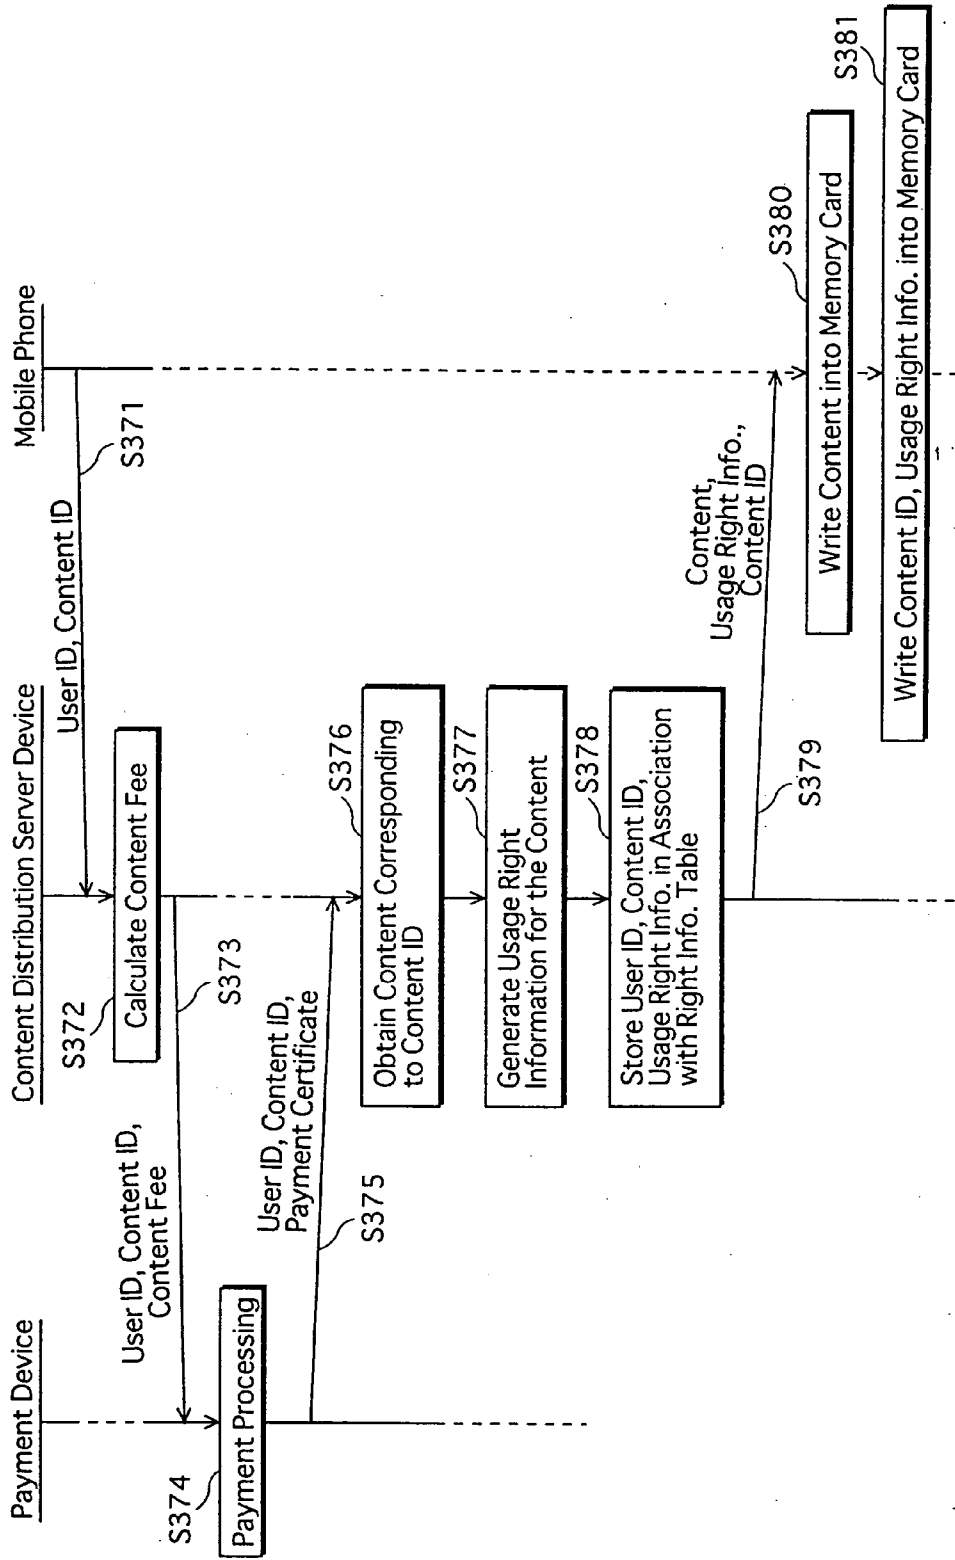 Payment Device
Content Distribution Server Device
Mobile Phone
User ID, Content ID
S371
S372
Calculate Content Fee
User ID, Content ID,
Content Fee
S373
S374
Payment Processing
User ID, Content ID,
Payment Certificate
S375
S376
Obtain Content Corresponding
to Content ID
S377
Generate Usage Right
Information for the Content
S378
Store User ID, Content ID,
Usage Right Info. in Association
with Right Info. Table
Content,
Usage Right Info.,
Content ID
S379
S380
Write Content into Memory Card
S381
Write Content ID, Usage Right Info. into Memory Card